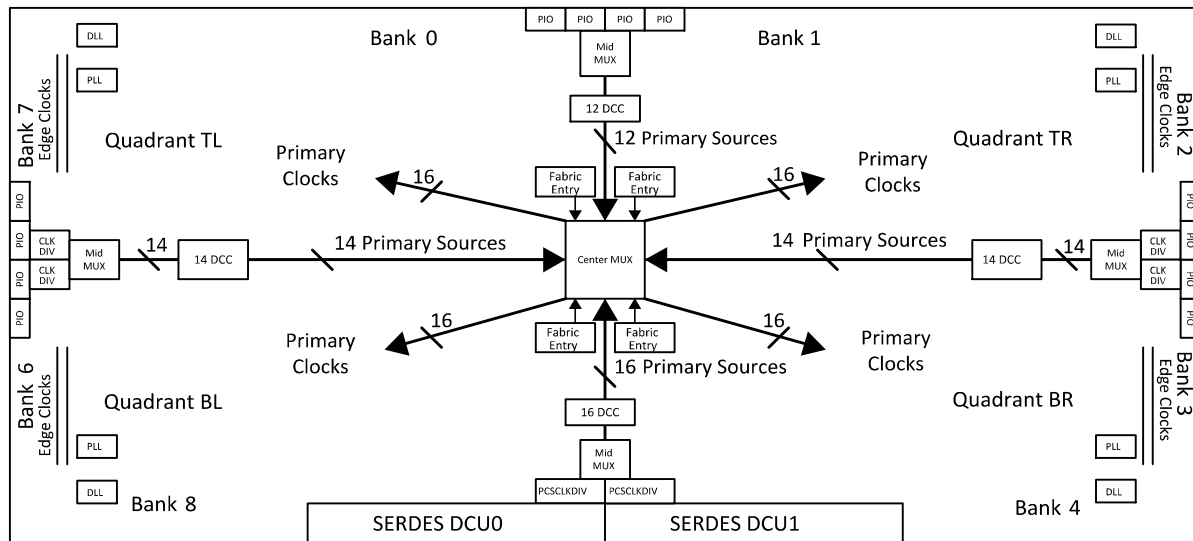 PIO PIO PIO PIO
Bank 0
Bank 1
DLL
DLL
Mid
MUX
PLL
PLL
Bank 7
Edge Clocks
Bank 2
Edge Clocks
12 DCC
Quadrant TL
12 Primary Sources
Quadrant TR
Primary
Clocks
16
Fabric
Entry
Fabric
Entry
16
Primary
Clocks
PIO
PIO
PIO
PIO
CLK
DIV
CLK
DIV
Mid
MUX
14
14 DCC
14 Primary Sources
Center MUX
14 Primary Sources
14 DCC
14
Mid
MUX
CLK
DIV
CLK
DIV
PIO
PIO
PIO
PIO
Primary
Clocks
16
Fabric
Entry
Fabric
Entry
16
Primary
Clocks
16 Primary Sources
Bank 6
Edge Clocks
Bank 3
Edge Clocks
Quadrant BL
16 DCC
Quadrant BR
PLL
PLL
Mid
MUX
DLL
DLL
Bank 8
PCSCLKDIV PCSCLKDIV
Bank 4
SERDES DCU0
SERDES DCU1